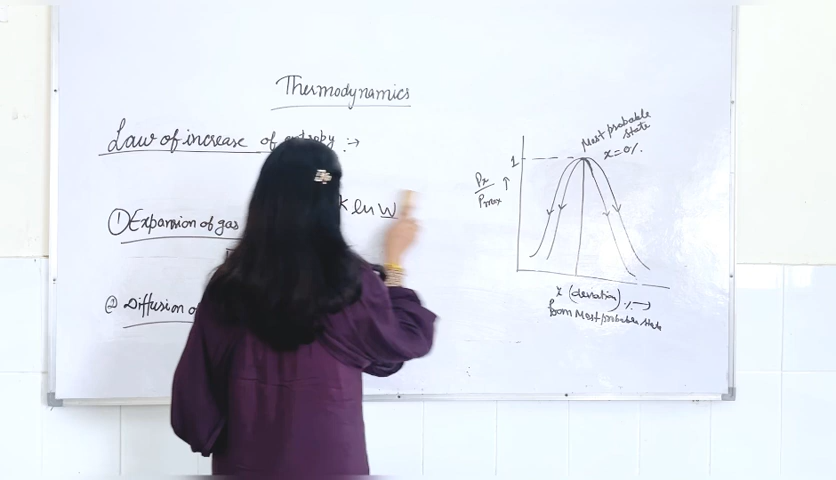 Thermodynamics
Law of increase of entropy :→
K ln W
① Expansion of gas
② Diffusion o
Most probable
state
x=0%
1
Px
Pmax
↑
x (deviation) % →
from Most probable state